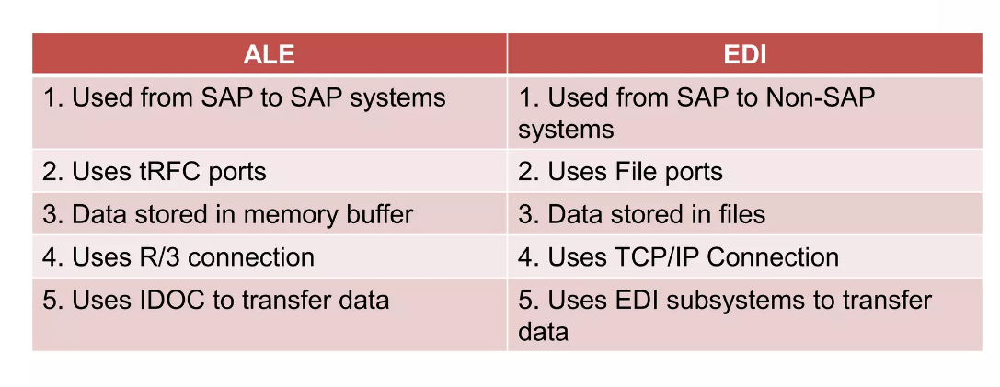 ALE
EDI
1. Used from SAP to SAP systems
1. Used from SAP to Non-SAP
systems
2. Uses tRFC ports
2. Uses File ports
3. Data stored in memory buffer
3. Data stored in files
4. Uses R/3 connection
4. Uses TCP/IP Connection
5. Uses IDOC to transfer data
5. Uses EDI subsystems to transfer
data